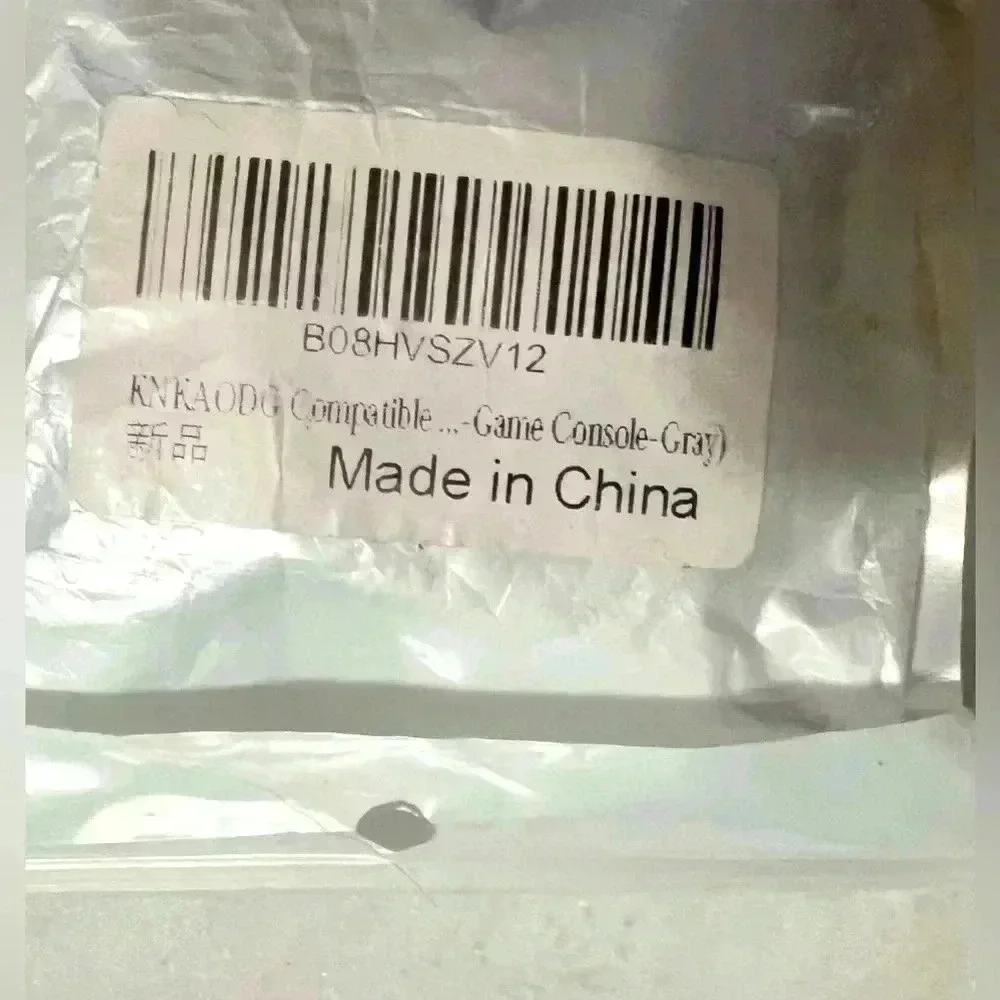 B08HVSZV12
KNKAODG Compatible ...-Game Console-Gray)
新品
Made in China